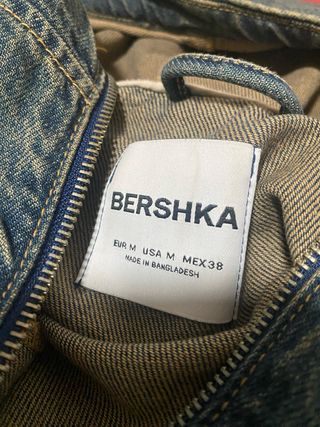 BERSHKA
EUR M USA M MEX 38
MADE IN BANGLADESH